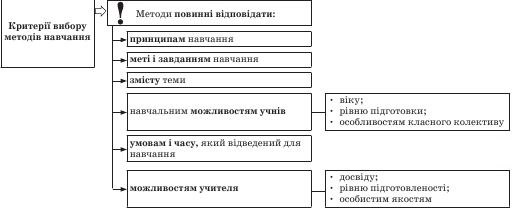 Критерії вибору
методів навчання
! Методи повинні відповідати:
принципам навчання
меті і завданням навчання
змісту теми
навчальним можливостям учнів
• віку;
• рівню підготовки;
• особливостям класного колективу
умовам і часу, який відведений для
навчання
можливостям учителя
• досвіду;
• рівню підготовленості;
• особистим якостям